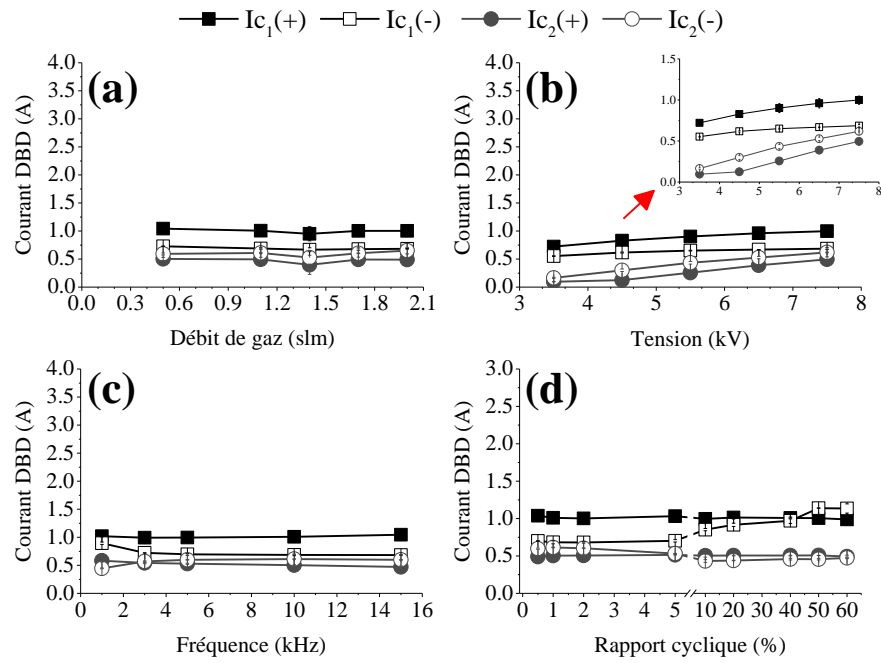 Ic₁(+) Ic₁(-) Ic₂(+) Ic₂(-)
(a)
4.0
3.5
3.0
2.5
2.0
1.5
1.0
0.5
0.0
Courant DBD (A)
0.0 0.3 0.6 0.9 1.2 1.5 1.8 2.1
Débit de gaz (slm)
(b)
4.0
3.5
3.0
2.5
2.0
1.5
1.0
0.5
0.0
Courant DBD (A)
3 4 5 6 7 8
Tension (kV)
1.5
1.0
0.5
0.0
3 4 5 6 7 8
(c)
4.0
3.5
3.0
2.5
2.0
1.5
1.0
0.5
0.0
Courant DBD (A)
0 2 4 6 8 10 12 14 16
Fréquence (kHz)
(d)
3.0
2.5
2.0
1.5
1.0
0.5
0.0
Courant DBD (A)
0 1 2 3 4 5 10 20 30 40 50 60
Rapport cyclique (%)